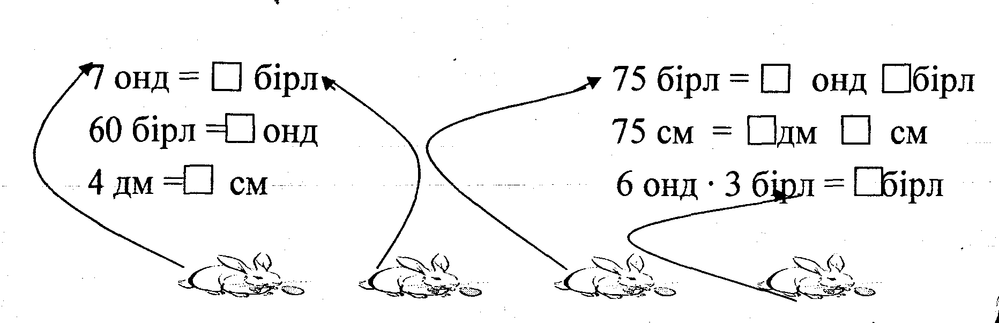 7 онд = □ бірл
60 бірл =□ онд
4 дм =□ см
75 бірл = □ онд □бірл
75 см = □дм □ см
6 онд · 3 бірл = □бірл